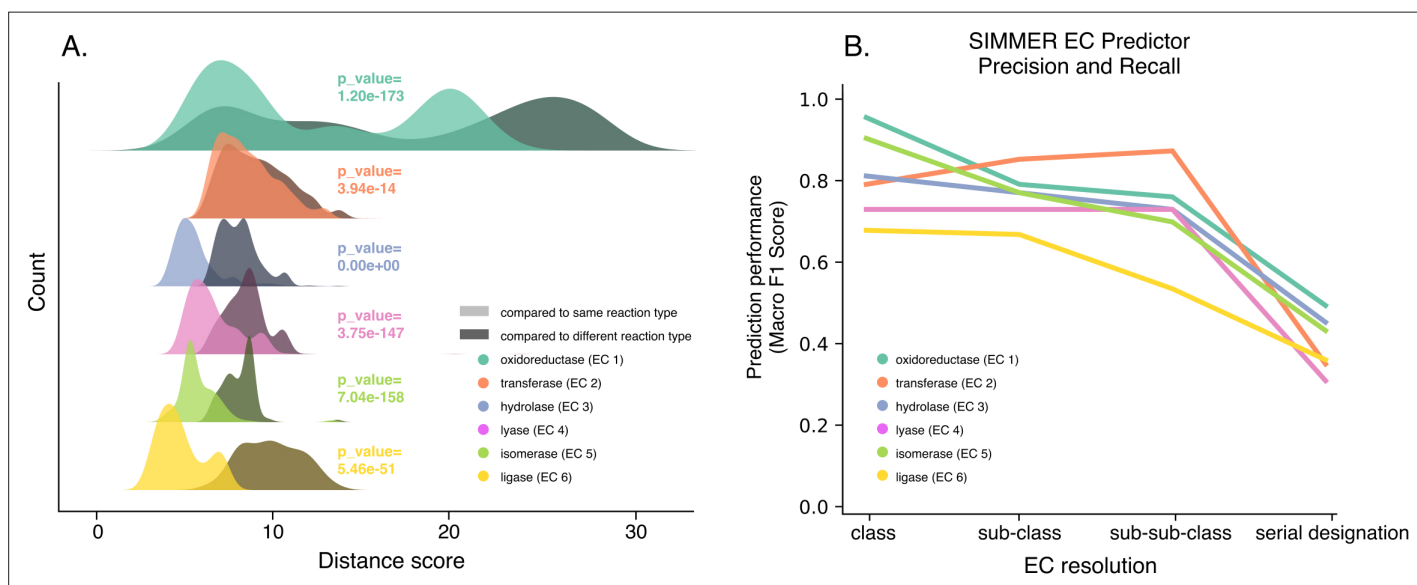 A.
p_value=
1.20e-173
p_value=
3.94e-14
p_value=
0.00e+00
p_value=
3.75e-147
p_value=
7.04e-158
p_value=
5.46e-51
Count
compared to same reaction type
compared to different reaction type
oxidoreductase (EC 1)
transferase (EC 2)
hydrolase (EC 3)
lyase (EC 4)
isomerase (EC 5)
ligase (EC 6)
0
10
20
30
Distance score
B.
SIMMER EC Predictor
Precision and Recall
Prediction performance
(Macro F1 Score)
1.0
0.8
0.6
0.4
0.2
0.0
oxidoreductase (EC 1)
transferase (EC 2)
hydrolase (EC 3)
lyase (EC 4)
isomerase (EC 5)
ligase (EC 6)
class
sub-class
sub-sub-class
serial designation
EC resolution